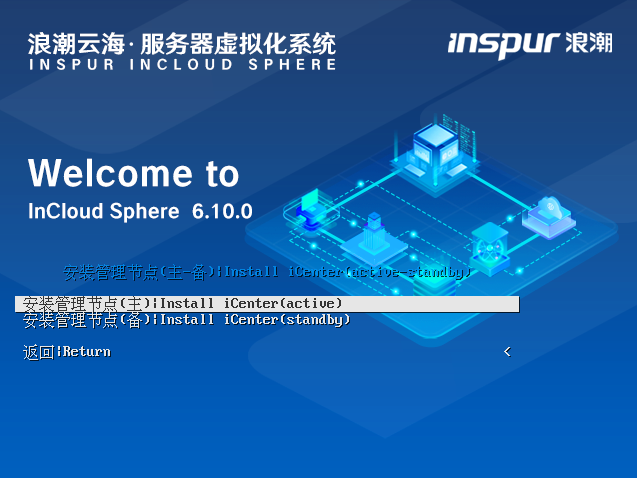 浪潮云海·服务器虚拟化系统
INSPUR INCLOUD SPHERE
inspur 浪潮
Welcome to
InCloud Sphere 6.10.0
安装管理节点(主-备)|Install iCenter(active-standby)
安装管理节点(主)|Install iCenter(active)
安装管理节点(备)|Install iCenter(standby)
返回|Return <